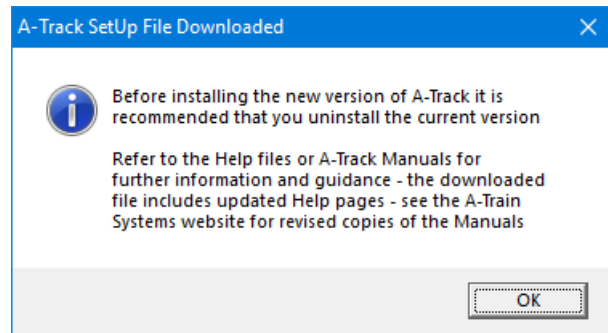 A-Track SetUp File Downloaded
Before installing the new version of A-Track it is
recommended that you uninstall the current version
Refer to the Help files or A-Track Manuals for
further information and guidance - the downloaded
file includes updated Help pages - see the A-Train
Systems website for revised copies of the Manuals
OK